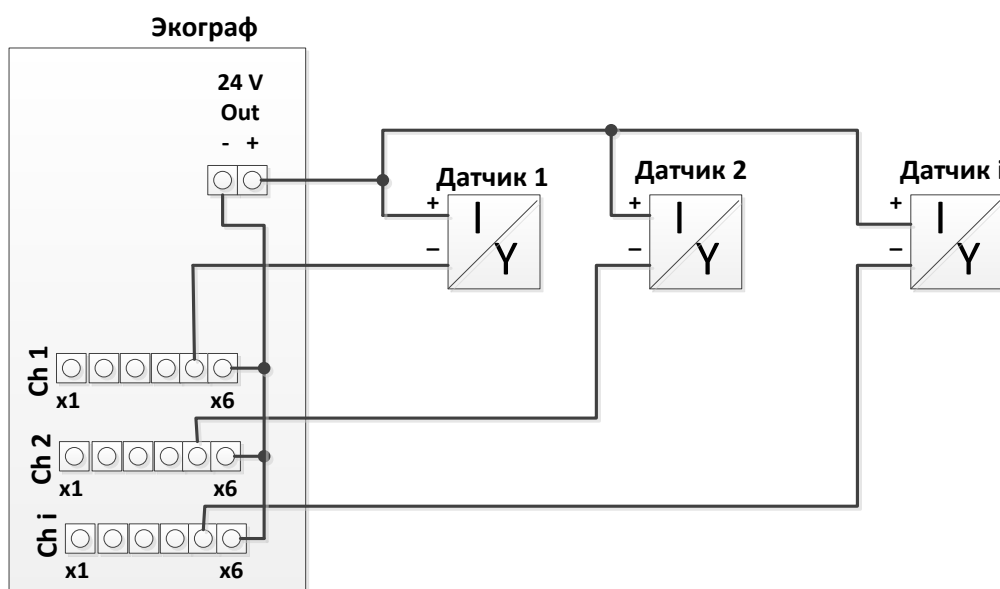 Экограф
24 V
Out
- +
Датчик 1
+
–
I
Y
Датчик 2
+
–
I
Y
Датчик i
+
–
I
Y
Ch 1
x1
x6
Ch 2
x1
x6
Ch i
x1
x6